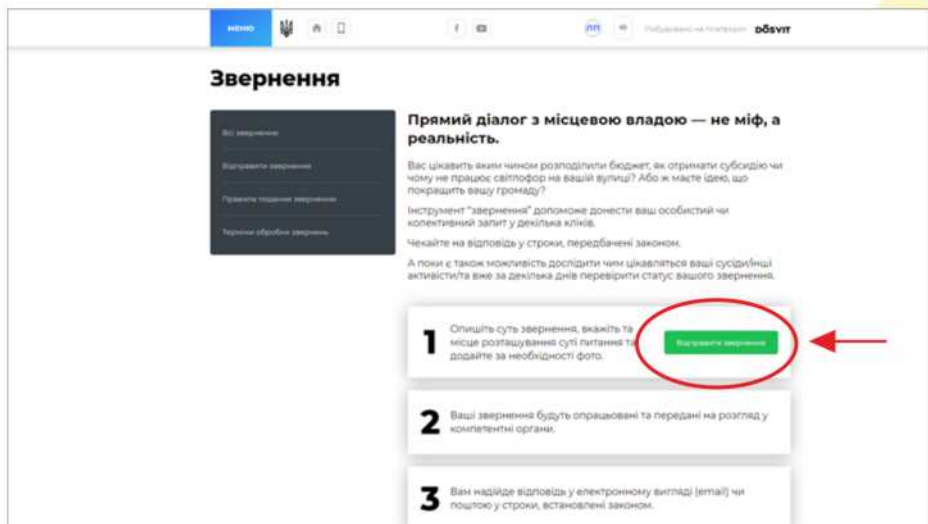 МЕНЮ
Побудовано на платформі DOSVIT
Звернення
Всі звернення
Відправити звернення
Правила подання звернення
Терміни обробки звернень
Прямий діалог з місцевою владою — не міф, а
реальність.
Вас цікавить яким чином розподілили бюджет, як отримати субсидію чи
чому не працює світлофор на вашій вулиці? Або ж маєте ідею, що
покращить вашу громаду?
Інструмент "звернення" допоможе донести ваш особистий чи
колективний запит у декілька кліків.
Чекайте на відповідь у строки, передбачені законом.
А поки є також можливість дослідити чим цікавляться ваші сусіди/інші
активісти/та вже за декілька днів перевірити статус вашого звернення.
1
Опишіть суть звернення, вкажіть та
місце розташування суті питання та
додайте за необхідності фото.
Відправити звернення
2
Ваші звернення будуть опрацьовані та передані на розгляд у
компетентні органи.
3
Вам надійде відповідь у електронному вигляді (email) чи
поштою у строки, встановлені законом.